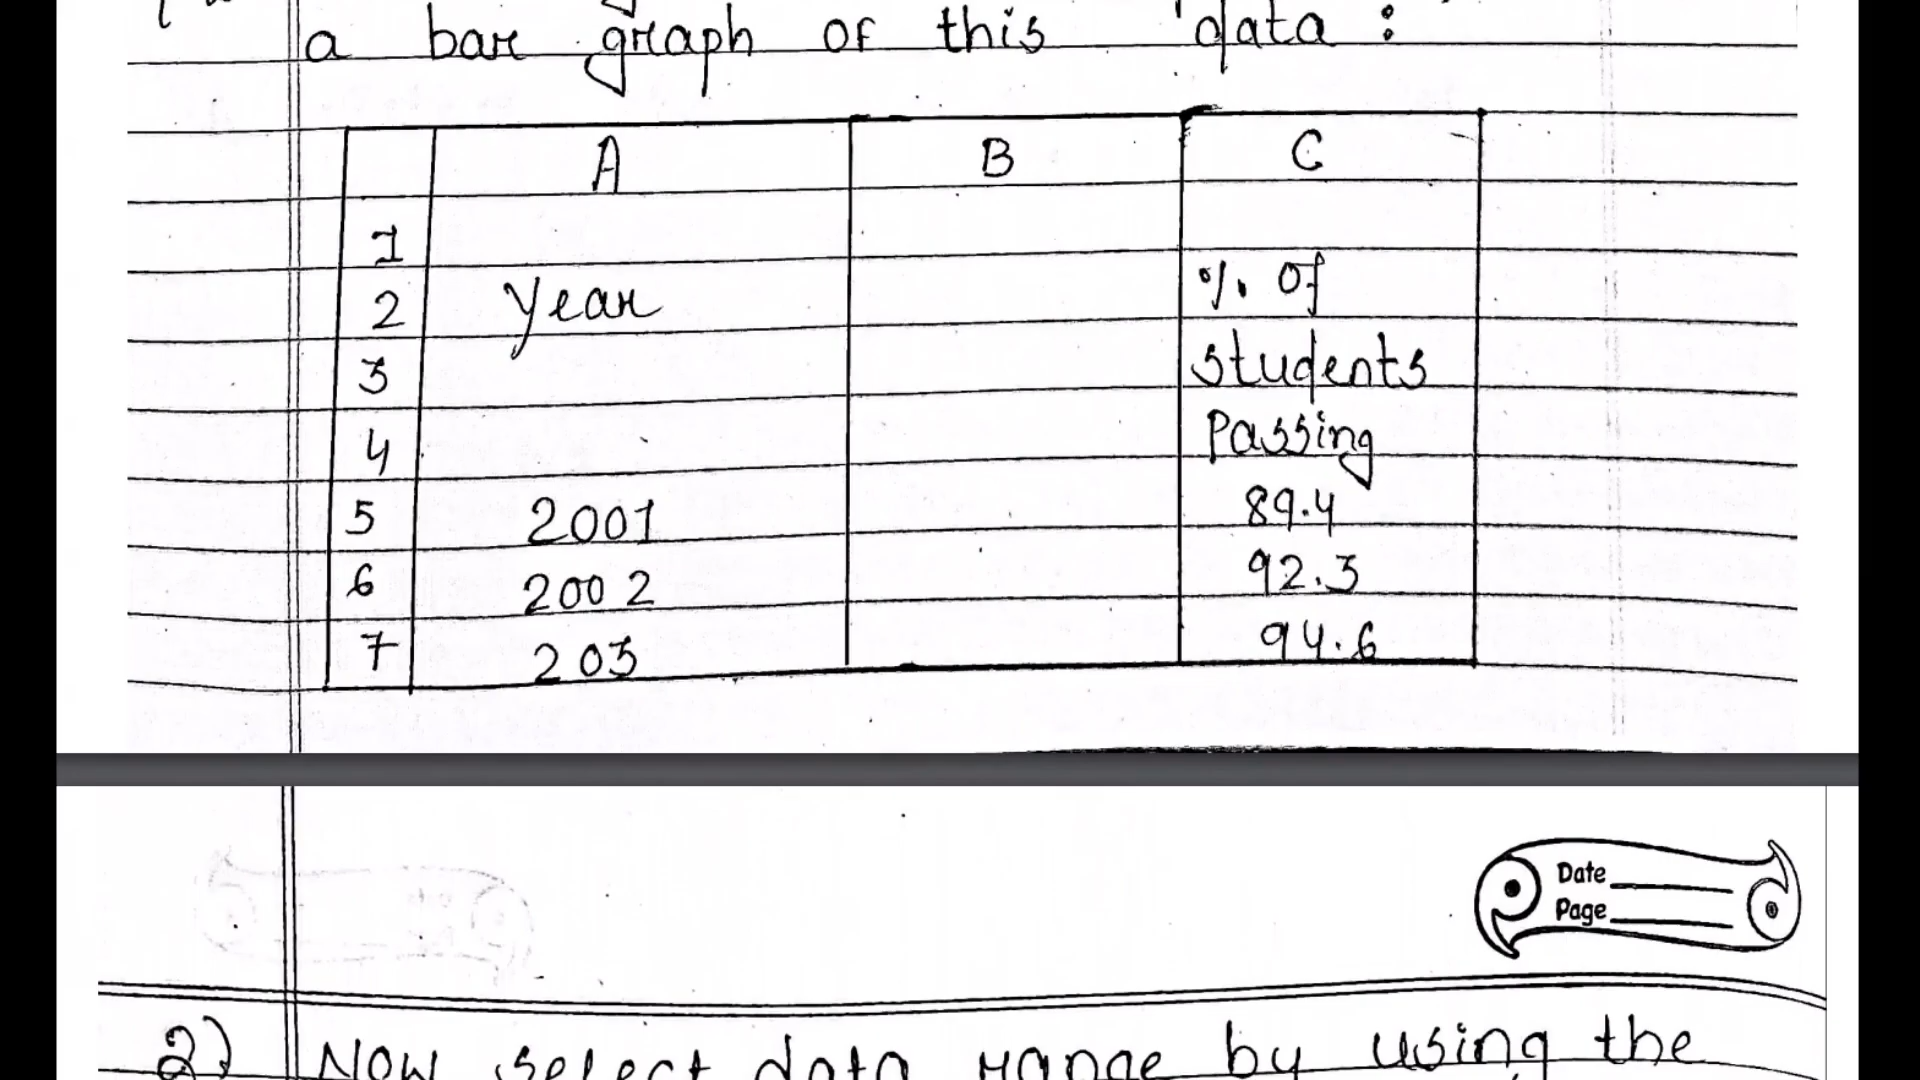 a bar graph of this data :
A B C
1
2 Year % of
3 students
4 Passing
5 2001 89.4
6 2002 92.3
7 203 94.6
Date
Page
2) Now select data range by using the